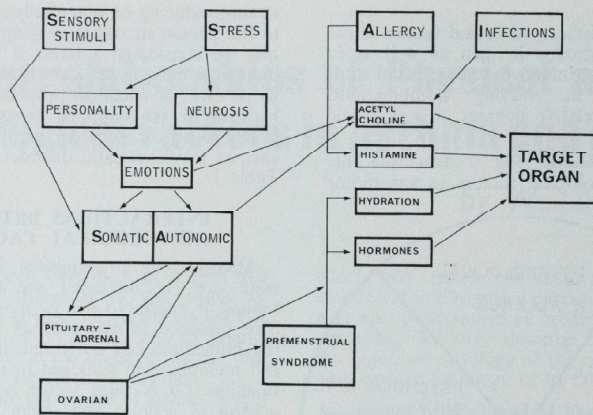 SENSORY
STIMULI
STRESS
ALLERGY
INFECTIONS
PERSONALITY
NEUROSIS
ACETYL
CHOLINE
EMOTIONS
HISTAMINE
TARGET
ORGAN
HYDRATION
SOMATIC
AUTONOMIC
HORMONES
PITUITARY —
ADRENAL
PREMENSTRUAL
SYNDROME
OVARIAN